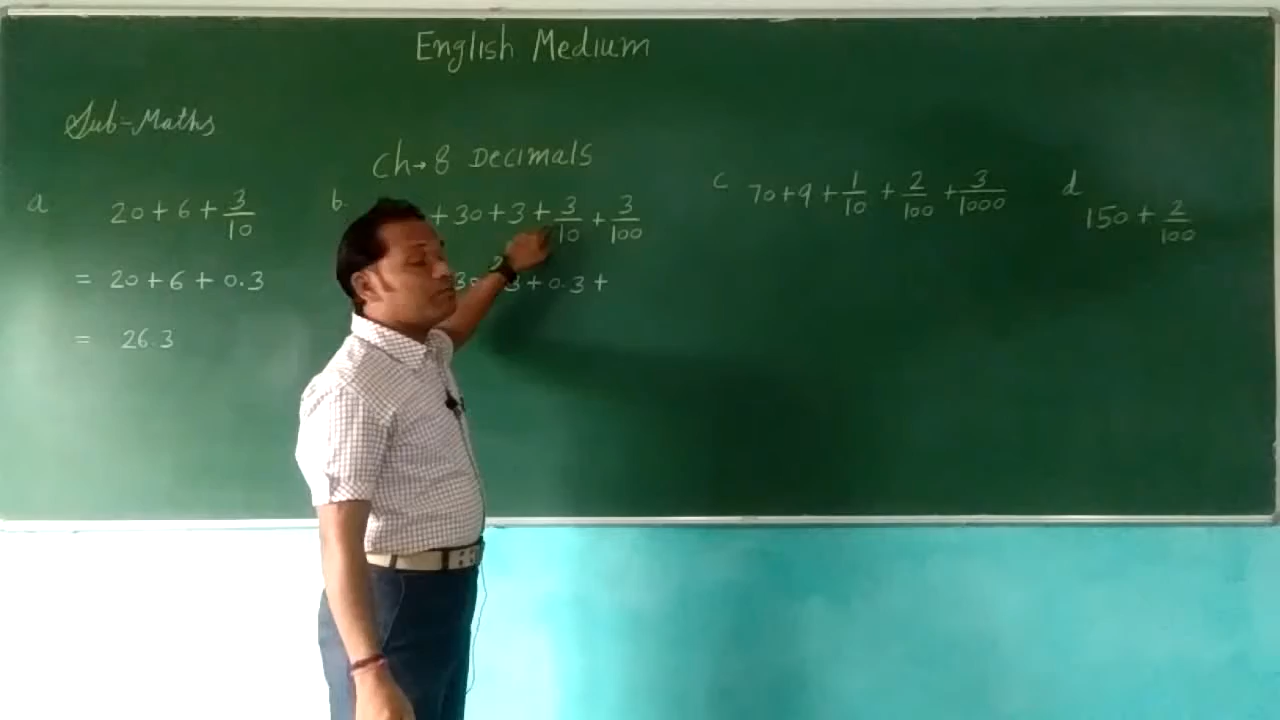 English Medium
Sub-Maths
Ch→8 Decimals
a 20+6+3/10
= 20+6+0.3
= 26.3
b. +30+3+3/10+3/100
3+0.3+
c 70+9+1/10+2/100+3/1000
d 150+2/100